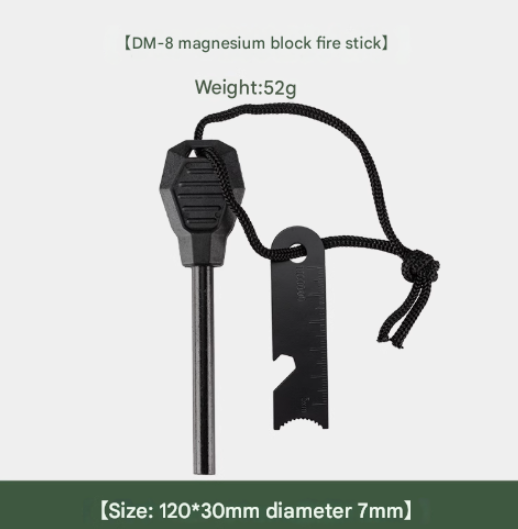 【DM-8 magnesium block fire stick】
Weight:52g
【Size: 120*30mm diameter 7mm】